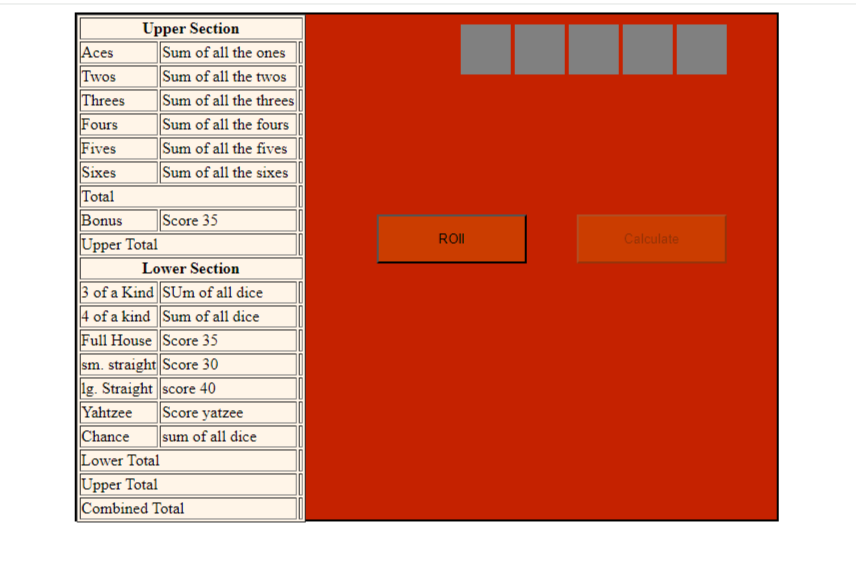 Upper Section
Aces Sum of all the ones
Twos Sum of all the twos
Threes Sum of all the threes
Fours Sum of all the fours
Fives Sum of all the fives
Sixes Sum of all the sixes
Total
Bonus Score 35
Upper Total
Lower Section
3 of a Kind SUm of all dice
4 of a kind Sum of all dice
Full House Score 35
sm. straight Score 30
lg. Straight score 40
Yahtzee Score yatzee
Chance sum of all dice
Lower Total
Upper Total
Combined Total
ROll Calculate